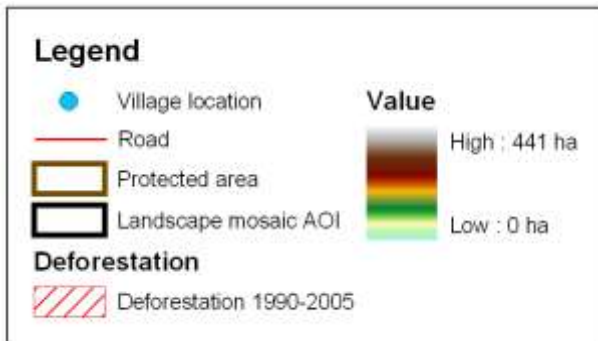 Legend
Village location
Road
Protected area
Landscape mosaic AOI
Deforestation
Deforestation 1990-2005
Value
High : 441 ha
Low : 0 ha